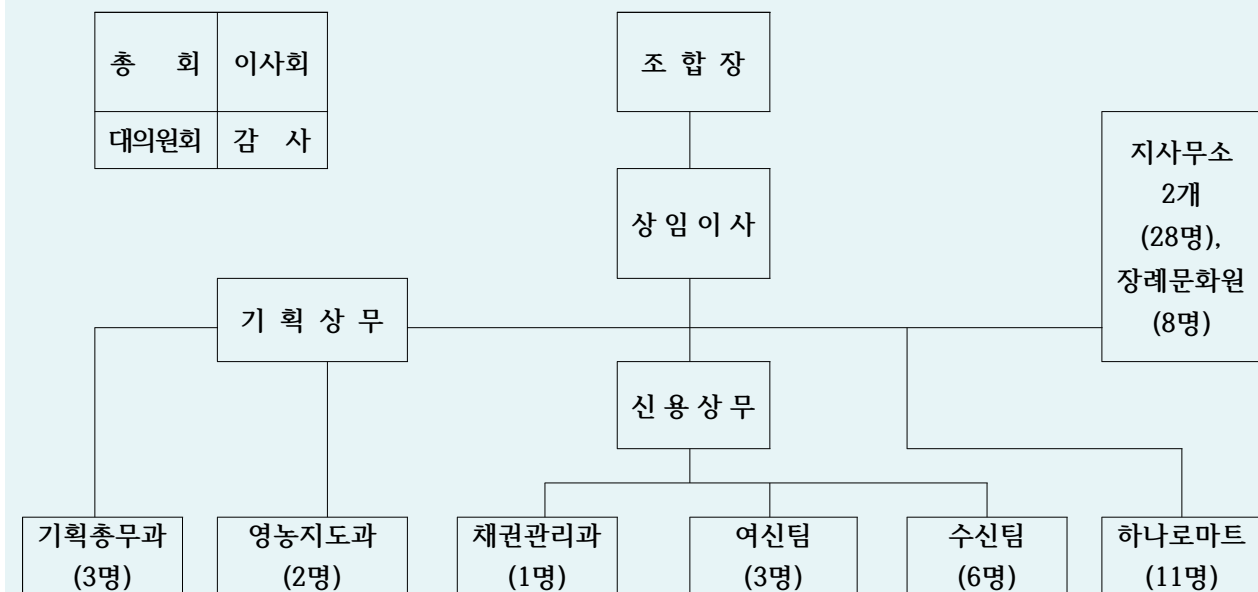 총 회 이사회
대의원회 감 사
조 합 장
상 임 이 사
지사무소
2개
(28명),
장례문화원
(8명)
기 획 상 무
신 용 상 무
기획총무과
(3명)
영농지도과
(2명)
채권관리과
(1명)
여신팀
(3명)
수신팀
(6명)
하나로마트
(11명)